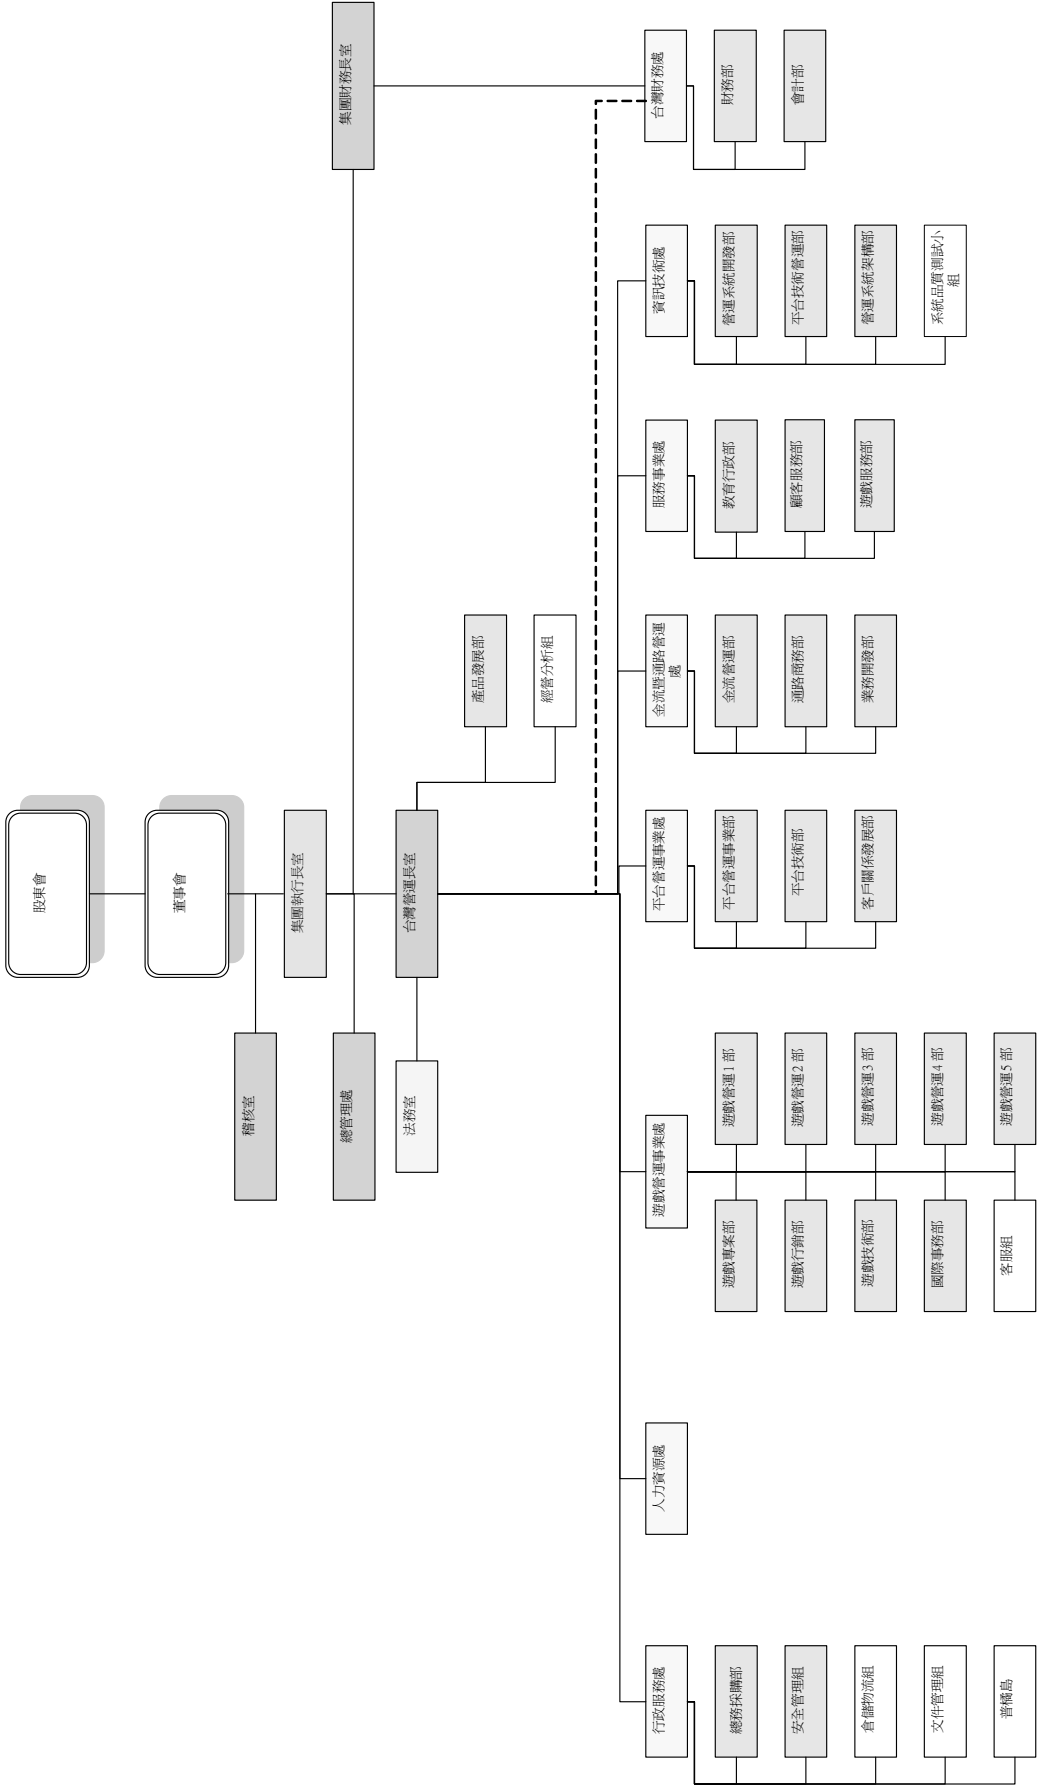 股東會
董事會
稽核室
集團執行長室
集團財務長室
總管理處
台灣營運長室
法務室
產品發展部
經營分析組
行政服務處
總務採購部
安全管理組
倉儲物流組
文件管理組
普橘島
人力資源處
遊戲營運事業處
遊戲專案部
遊戲行銷部
遊戲技術部
國際事務部
客服組
遊戲營運1部
遊戲營運2部
遊戲營運3部
遊戲營運4部
遊戲營運5部
平台營運事業處
平台營運事業部
平台技術部
客戶關係發展部
金流暨通路營運
處
金流營運部
通路商務部
業務開發部
服務事業處
教育行政部
顧客服務部
遊戲服務部
資訊技術處
營運系統開發部
平台技術營運部
營運系統架構部
系統品質測試小
組
台灣財務處
財務部
會計部